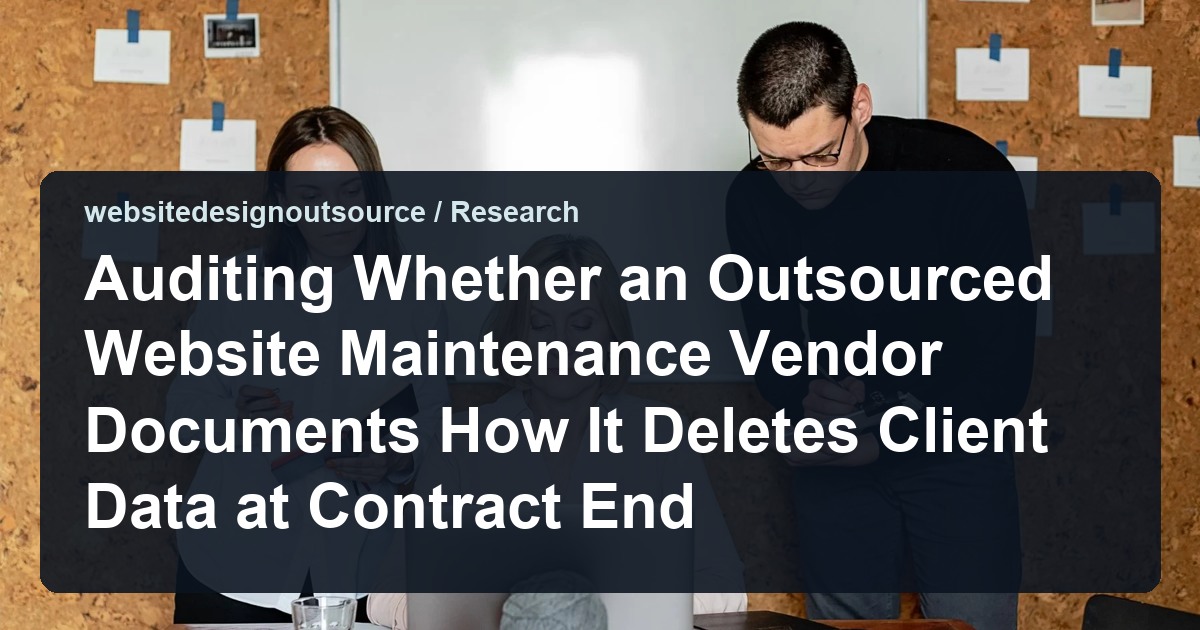 websitedesignoutsource / Research
Auditing Whether an Outsourced
Website Maintenance Vendor
Documents How It Deletes Client
Data at Contract End